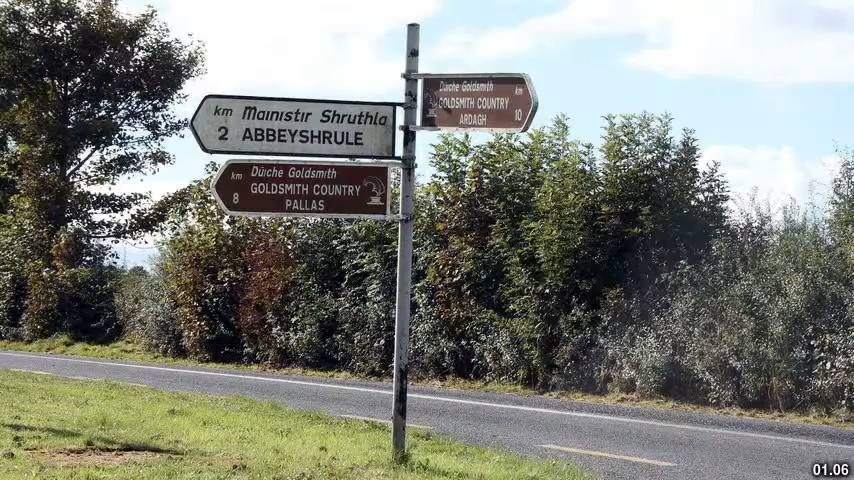 km Mainistir Shruthla
2 ABBEYSHRULE
km Dúiche Goldsmith
GOLDSMITH COUNTRY
8 PALLAS
Dúiche Goldsmith km
GOLDSMITH COUNTRY
ARDAGH 10
01.06